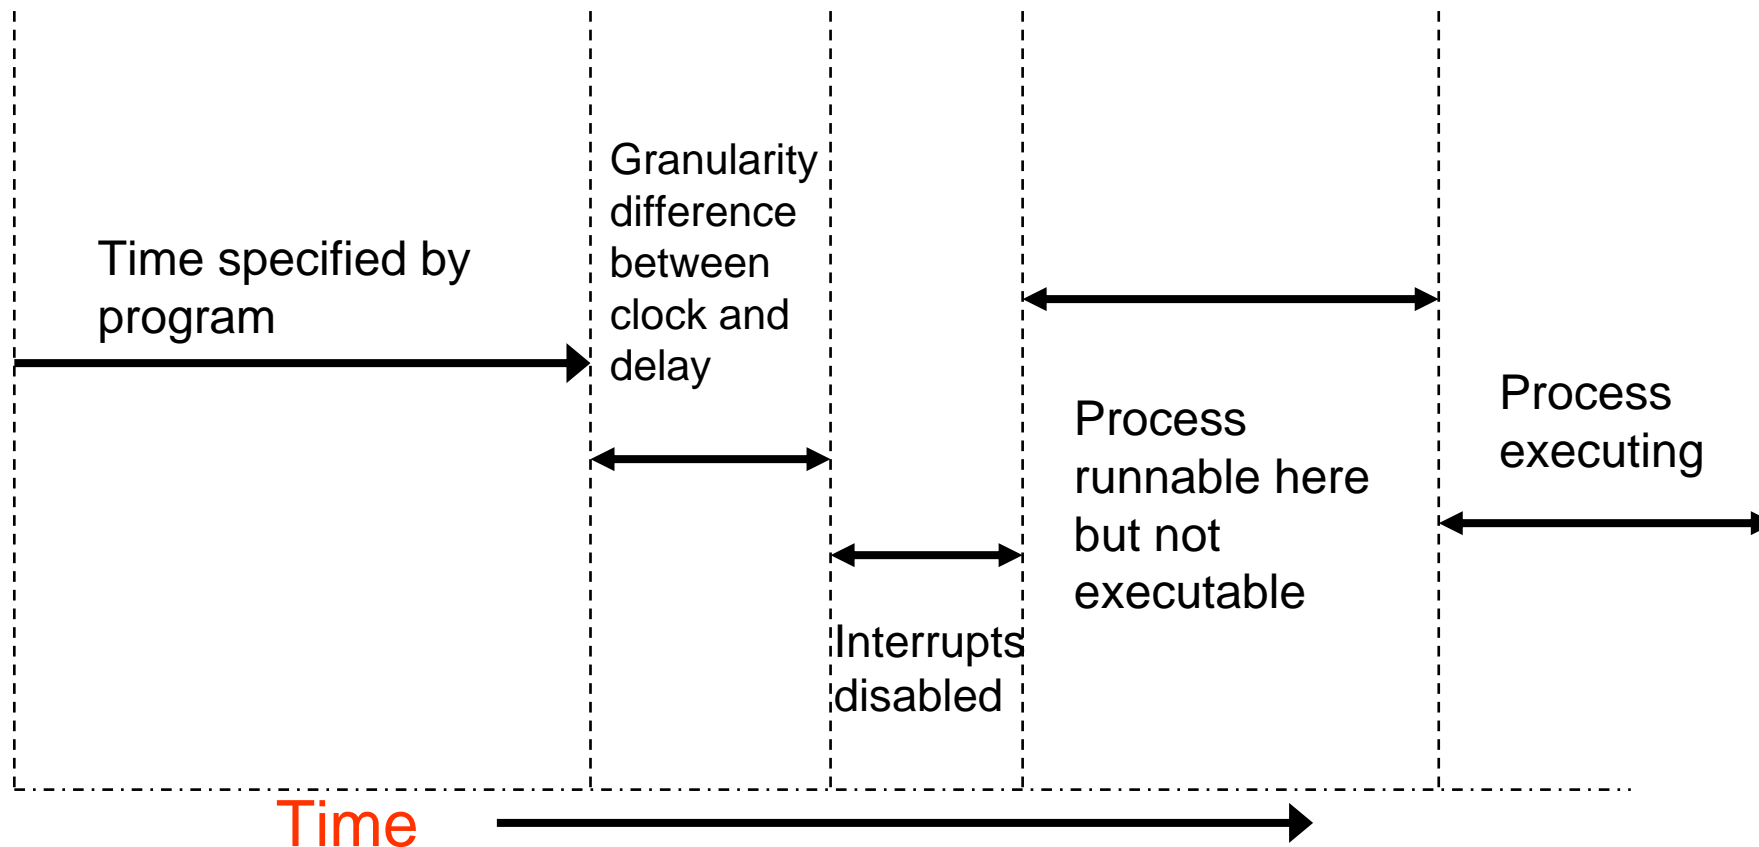 Time specified by
program
Granularity
difference
between
clock and
delay
Interrupts
disabled
Process
runnable here
but not
executable
Process
executing
Time